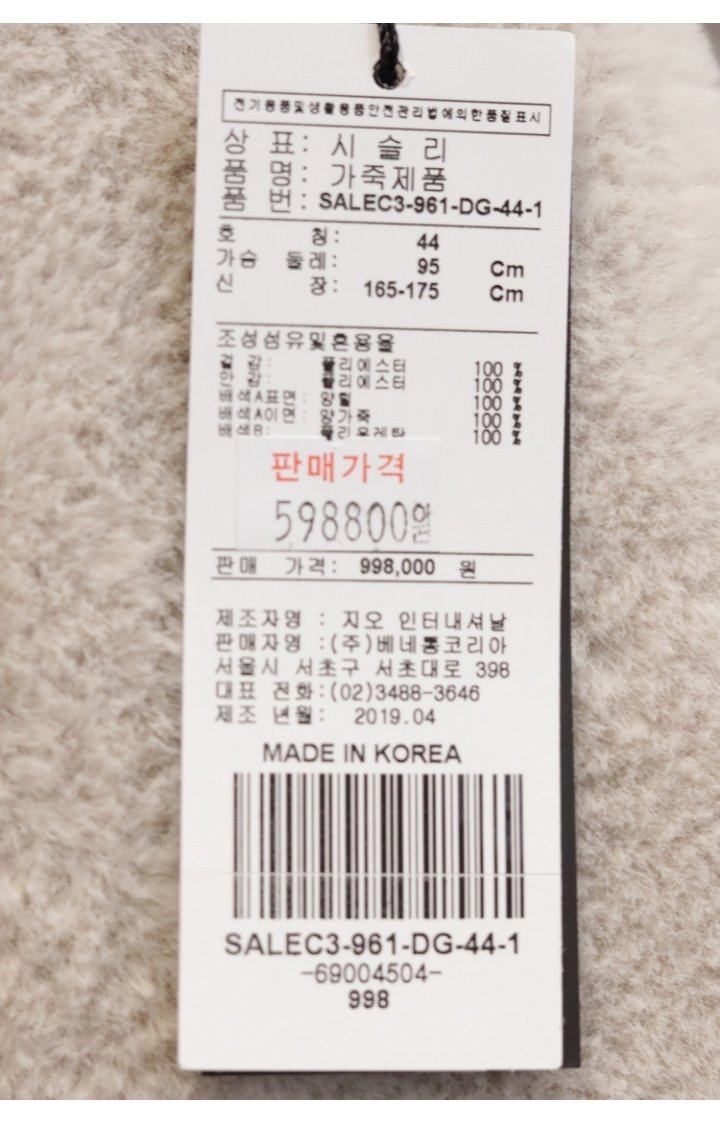 전기용품및생활용품안전관리법에의한품질표시
상 표: 시 슬 리
품 명: 가죽제품
품 번: SALEC3-961-DG-44-1
호 칭: 44
가슴 둘레: 95 Cm
신 장: 165-175 Cm
조성섬유및혼용율
겉 감: 폴리에스터 100 %
안 감: 폴리에스터 100 %
배색A표면: 양털 100 %
배색A이면: 양가죽 100 %
배색B: 폴리우레탄 100 %
판매가격
598800원
판매 가격: 998,000 원
제조자명 : 지오 인터내셔날
판매자명 :(주)베네통코리아
서울시 서초구 서초대로 398
대표 전화:(02)3488-3646
제조 년월: 2019.04
MADE IN KOREA
SALEC3-961-DG-44-1
-69004504-
998